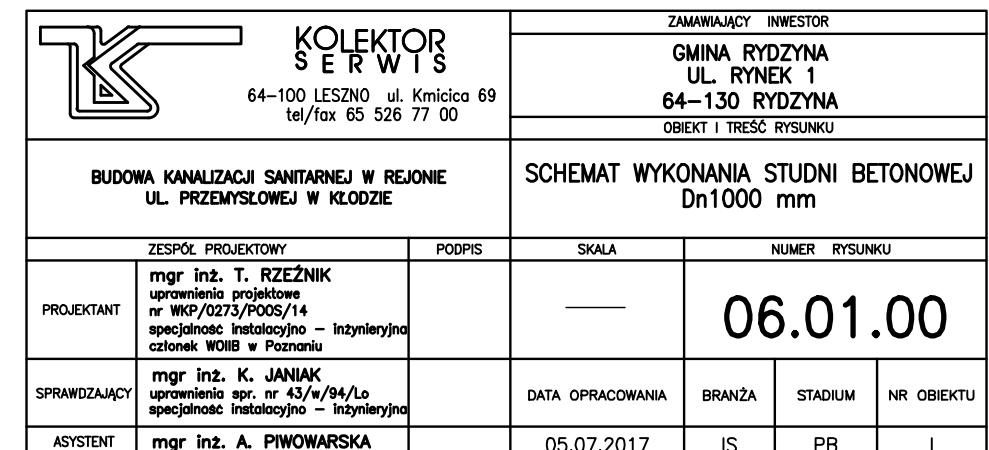 KOLEKTOR
SERWIS
64-100 LESZNO ul. Kmicica 69
tel/fax 65 526 77 00
ZAMAWIAJĄCY INWESTOR
GMINA RYDZYNA
UL. RYNEK 1
64-130 RYDZYNA
OBIEKT I TREŚĆ RYSUNKU
BUDOWA KANALIZACJI SANITARNEJ W REJONIE
UL. PRZEMYSŁOWEJ W KŁODZIE
SCHEMAT WYKONANIA STUDNI BETONOWEJ
Dn1000 mm
ZESPÓŁ PROJEKTOWY
PODPIS
SKALA
NUMER RYSUNKU
PROJEKTANT
mgr inż. T. RZEŹNIK
uprawnienia projektowe
nr WKP/0273/POOS/14
specjalność instalacyjno – inżynieryjna
członek WOIIB w Poznaniu
06.01.00
SPRAWDZAJĄCY
mgr inż. K. JANIAK
uprawnienia spr. nr 43/w/94/Lo
specjalność instalacyjno – inżynieryjna
DATA OPRACOWANIA
BRANŻA
STADIUM
NR OBIEKTU
ASYSTENT
mgr inż. A. PIWOWARSKA
05.07.2017
IS
PB
I